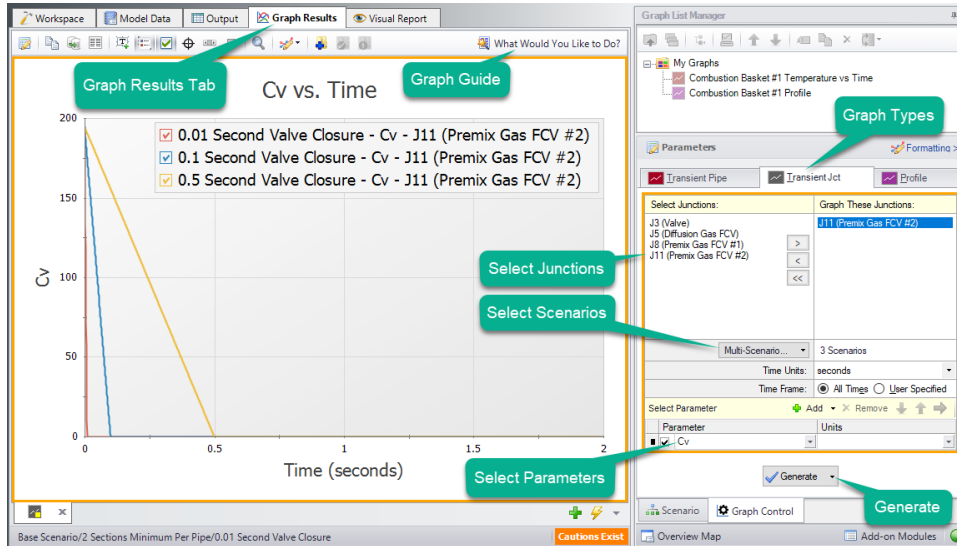 Workspace
Model Data
Output
Graph Results
Visual Report
What Would You Like to Do?
Graph Results Tab
Graph Guide
Cv vs. Time
0.01 Second Valve Closure - Cv - J11 (Premix Gas FCV #2)
0.1 Second Valve Closure - Cv - J11 (Premix Gas FCV #2)
0.5 Second Valve Closure - Cv - J11 (Premix Gas FCV #2)
200
150
100
50
0
Cv
0
0.5
1
1.5
2
Time (seconds)
Base Scenario/2 Sections Minimum Per Pipe/0.01 Second Valve Closure
Cautions Exist
Graph List Manager
My Graphs
Combustion Basket #1 Temperature vs Time
Combustion Basket #1 Profile
Graph Types
Parameters
Formatting >
Transient Pipe
Transient Jct
Profile
Select Junctions:
Graph These Junctions:
J3 (Valve)
J5 (Diffusion Gas FCV)
J8 (Premix Gas FCV #1)
J11 (Premix Gas FCV #2)
J11 (Premix Gas FCV #2)
>
<
<<
Select Junctions
Select Scenarios
Multi-Scenario...
3 Scenarios
Time Units:
seconds
Time Frame:
All Times
User Specified
Select Parameter
Add
Remove
Parameter
Units
Cv
Select Parameters
Generate
Generate
Scenario
Graph Control
Overview Map
Add-on Modules